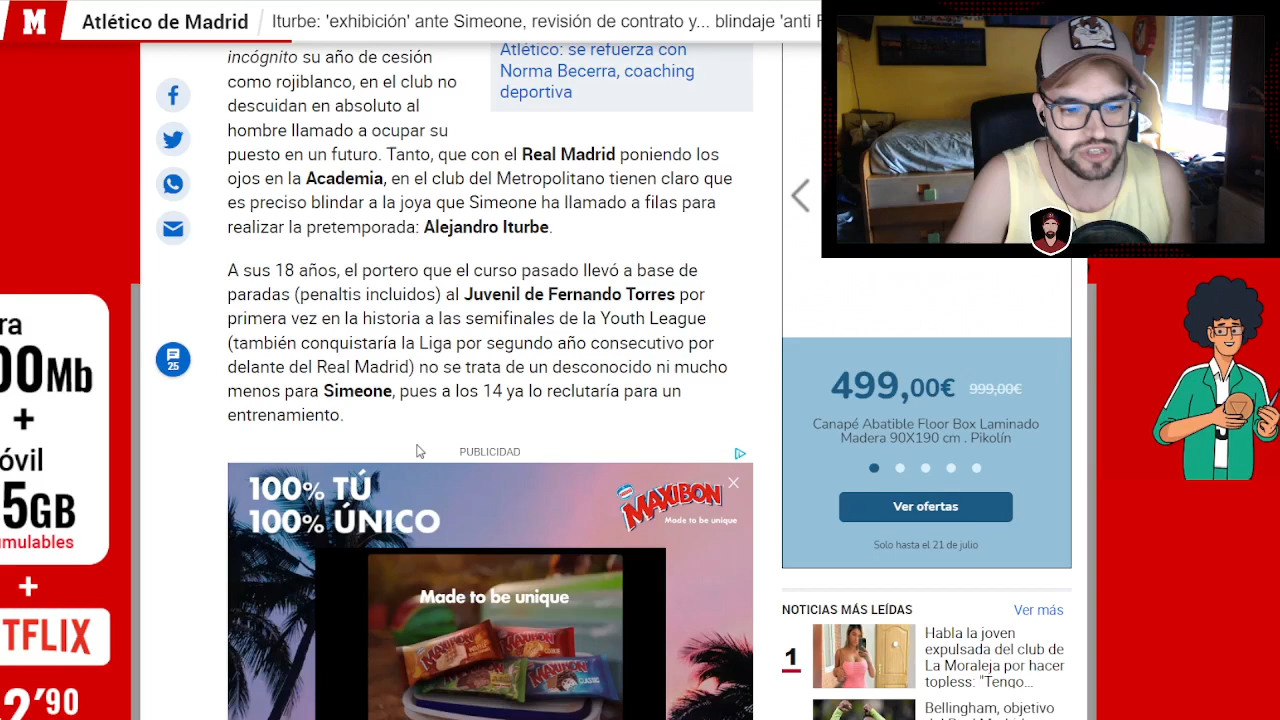 Atlético de Madrid
Iturbe: 'exhibición' ante Simeone, revisión de contrato y... blindaje 'anti
incógnito su año de cesión
como rojiblanco, en el club no
descuidan en absoluto al
hombre llamado a ocupar su
puesto en un futuro. Tanto, que con el Real Madrid poniendo los
ojos en la Academia, en el club del Metropolitano tienen claro que
es preciso blindar a la joya que Simeone ha llamado a filas para
realizar la pretemporada: Alejandro Iturbe.
Atlético: se refuerza con
Norma Becerra, coaching
deportiva
A sus 18 años, el portero que el curso pasado llevó a base de
paradas (penaltis incluidos) al Juvenil de Fernando Torres por
primera vez en la historia a las semifinales de la Youth League
(también conquistaría la Liga por segundo año consecutivo por
delante del Real Madrid) no se trata de un desconocido ni mucho
menos para Simeone, pues a los 14 ya lo reclutaría para un
entrenamiento.
25
PUBLICIDAD
100% TÚ
100% ÚNICO
MAXIBON
Made to be unique
Made to be unique
ra
00Mb
+
óvil
5GB
mulables
+
TFLIX
2'90
499,00€ 999,00€
Canapé Abatible Floor Box Laminado
Madera 90X190 cm . Pikolín
Ver ofertas
Solo hasta el 21 de julio
NOTICIAS MÁS LEÍDAS
Ver más
1
Habla la joven
expulsada del club de
La Moraleja por hacer
topless: "Tengo...
Bellingham, objetivo